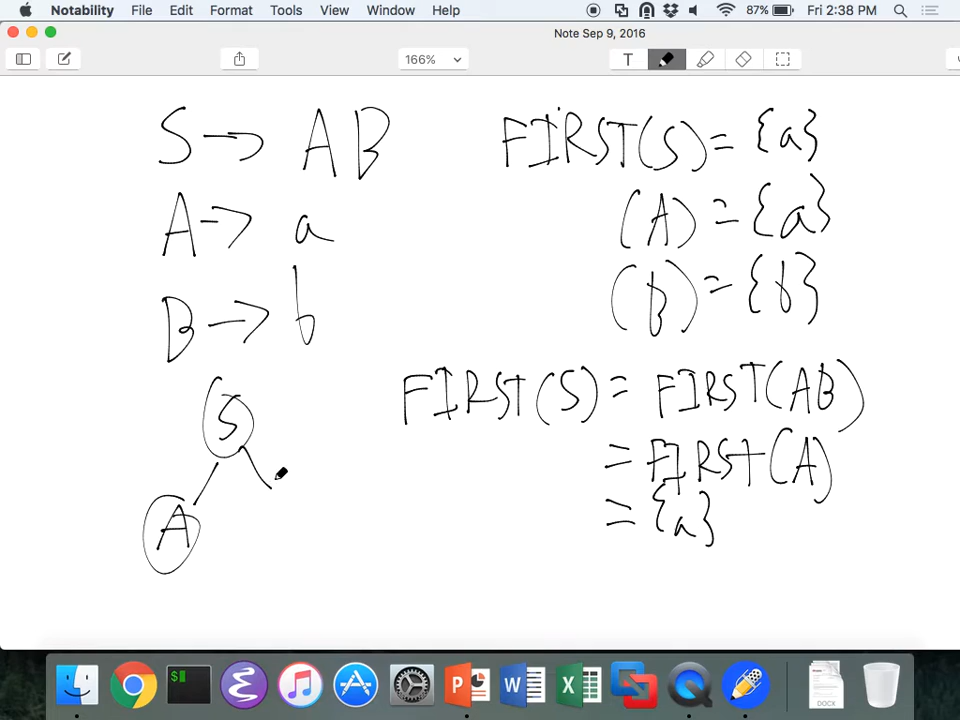 Notability File Edit Format Tools View Window Help 87% Fri 2:38 PM
Note Sep 9, 2016
166% T
S → AB
A → a
B → b
FIRST(S) = {a}
(A) = {a}
(B) = {b}
FIRST(S) = FIRST(AB)
= FIRST(A)
= {a}
S
A
$
P W X
DOCX